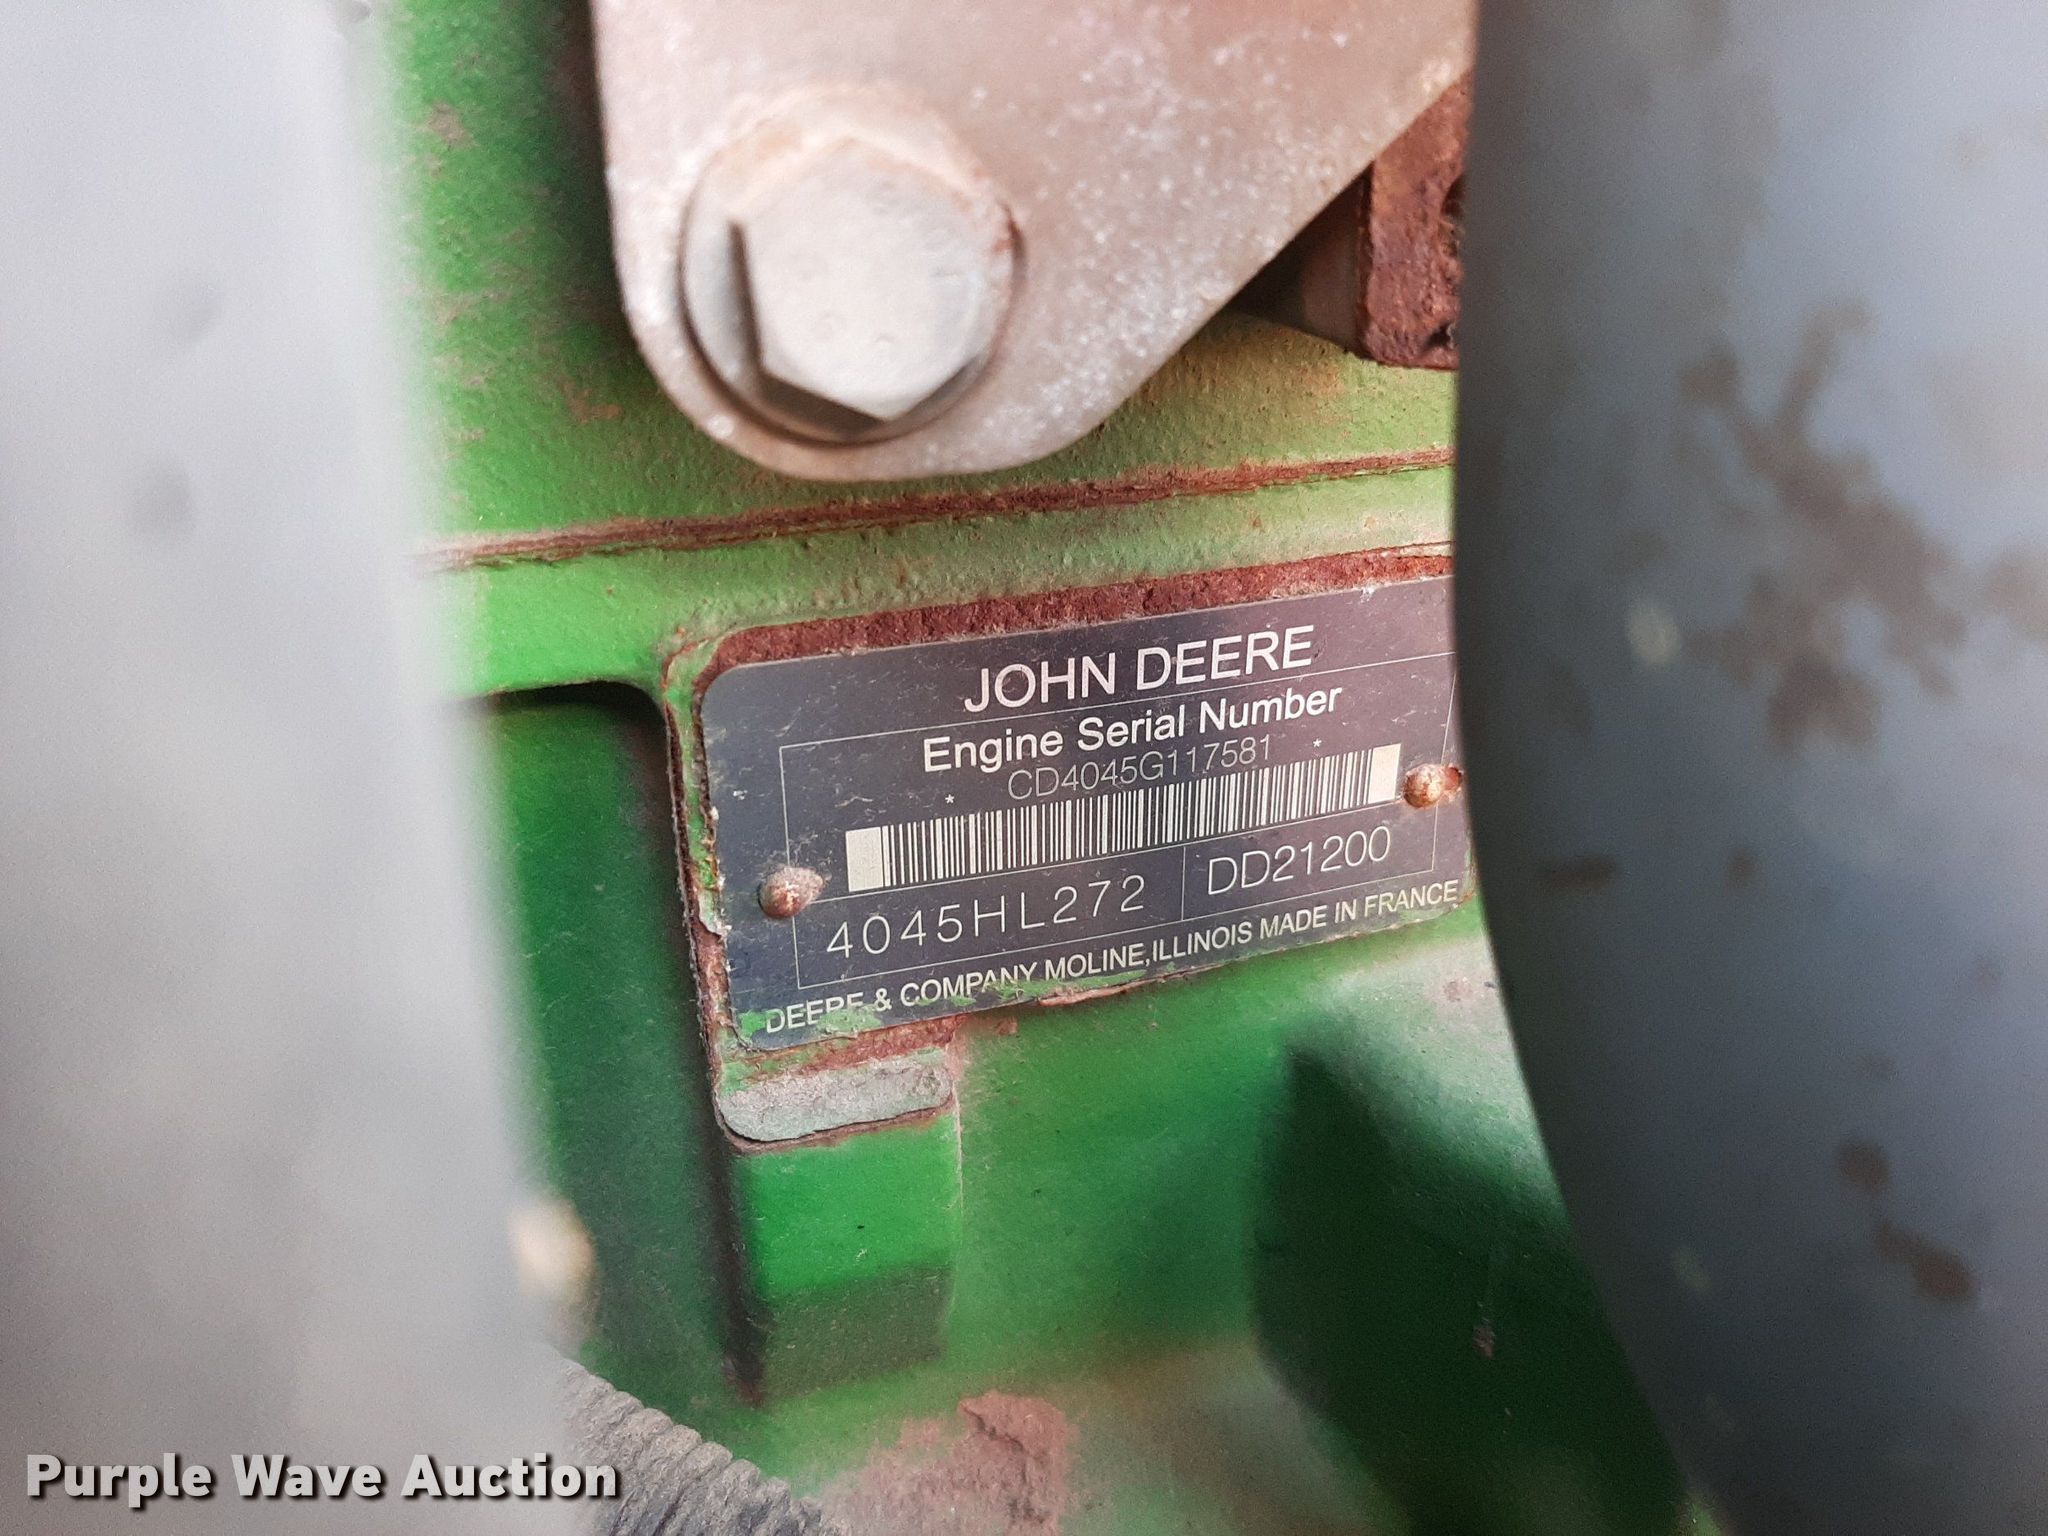 JOHN DEERE
Engine Serial Number
* CD4045G117581 *
4045HL272 DD21200
DEERE & COMPANY MOLINE,ILLINOIS MADE IN FRANCE
Purple Wave Auction